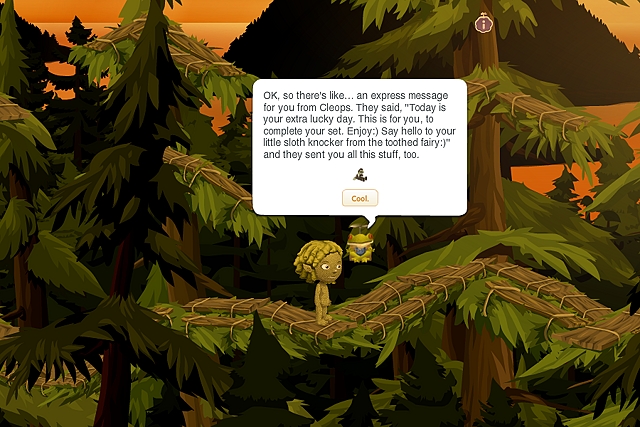 OK, so there's like... an express message
for you from Cleops. They said, "Today is
your extra lucky day. This is for you, to
complete your set. Enjoy:) Say hello to your
little sloth knocker from the toothed fairy:)"
and they sent you all this stuff, too.
Cool.